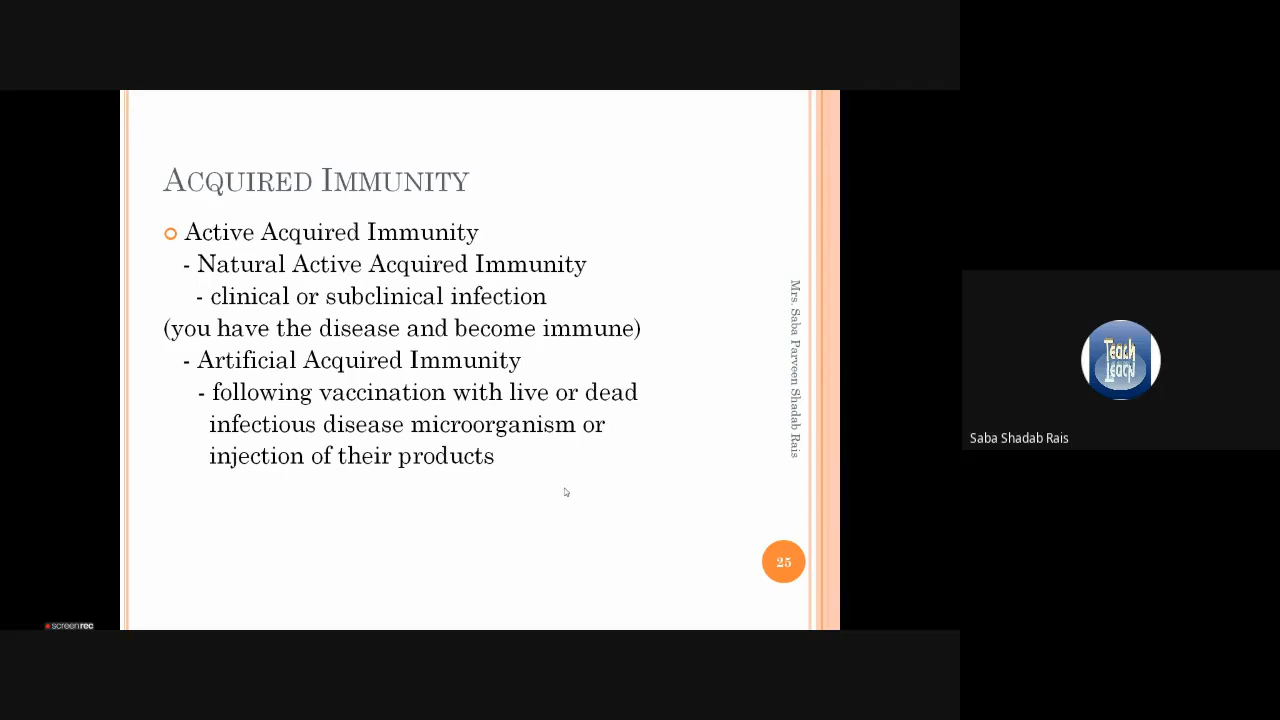 ACQUIRED IMMUNITY
Active Acquired Immunity
- Natural Active Acquired Immunity
- clinical or subclinical infection
(you have the disease and become immune)
- Artificial Acquired Immunity
- following vaccination with live or dead
infectious disease microorganism or
injection of their products
Mrs. Saba Parveen Shadab Rais
25
screenrec
Teach
Learn
Saba Shadab Rais